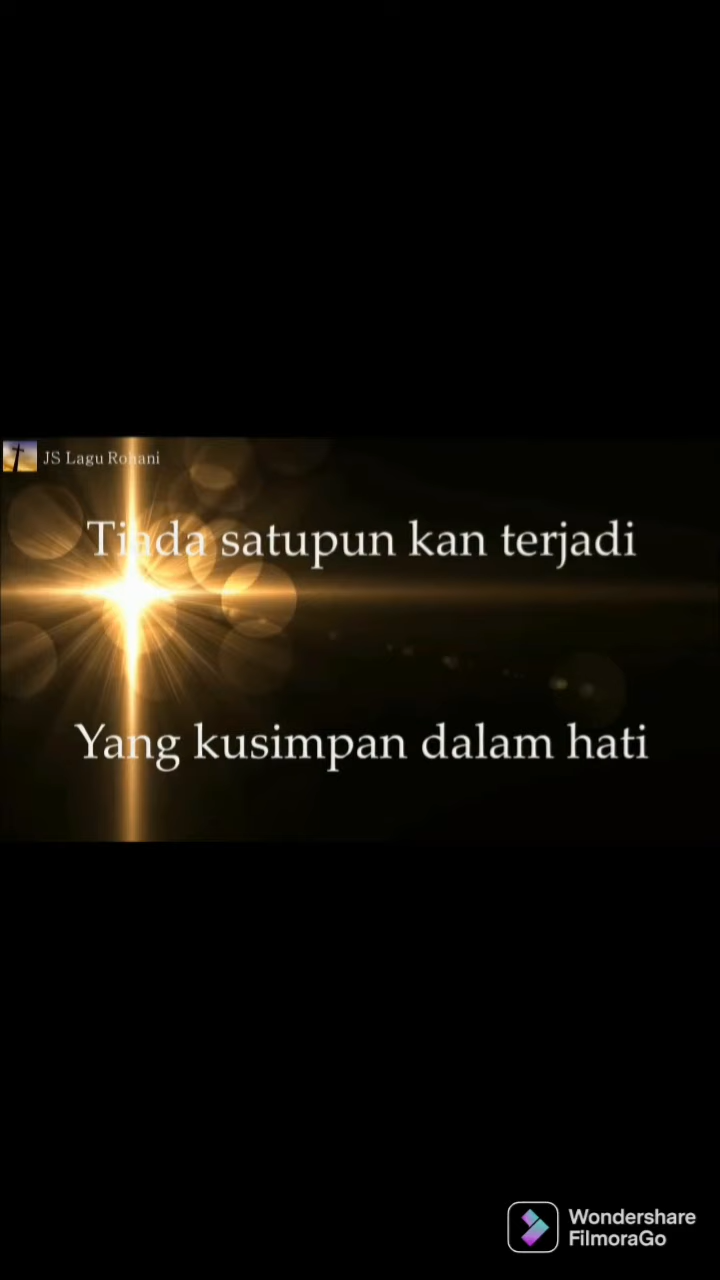 JS Lagu Rohani
Tiada satupun kan terjadi
Yang kusimpan dalam hati
Wondershare
FilmoraGo